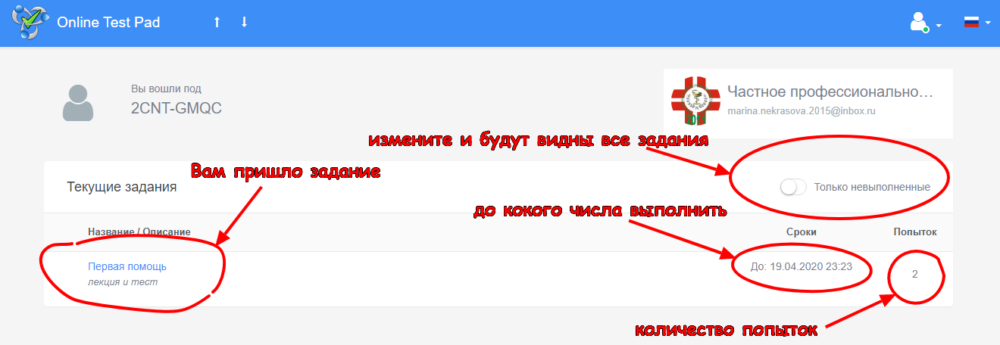 Online Test Pad
Вы вошли под
2CNT-GMQC
Частное профессионально...
marina.nekrasova.2015@inbox.ru
2011
измените и будут видны все задания
Вам пришло задание
Текущие задания
Только невыполненные
до кокого числа выполнить
Название / Описание
Сроки
Попыток
Первая помощь
лекция и тест
До: 19.04.2020 23:23
2
количество попыток